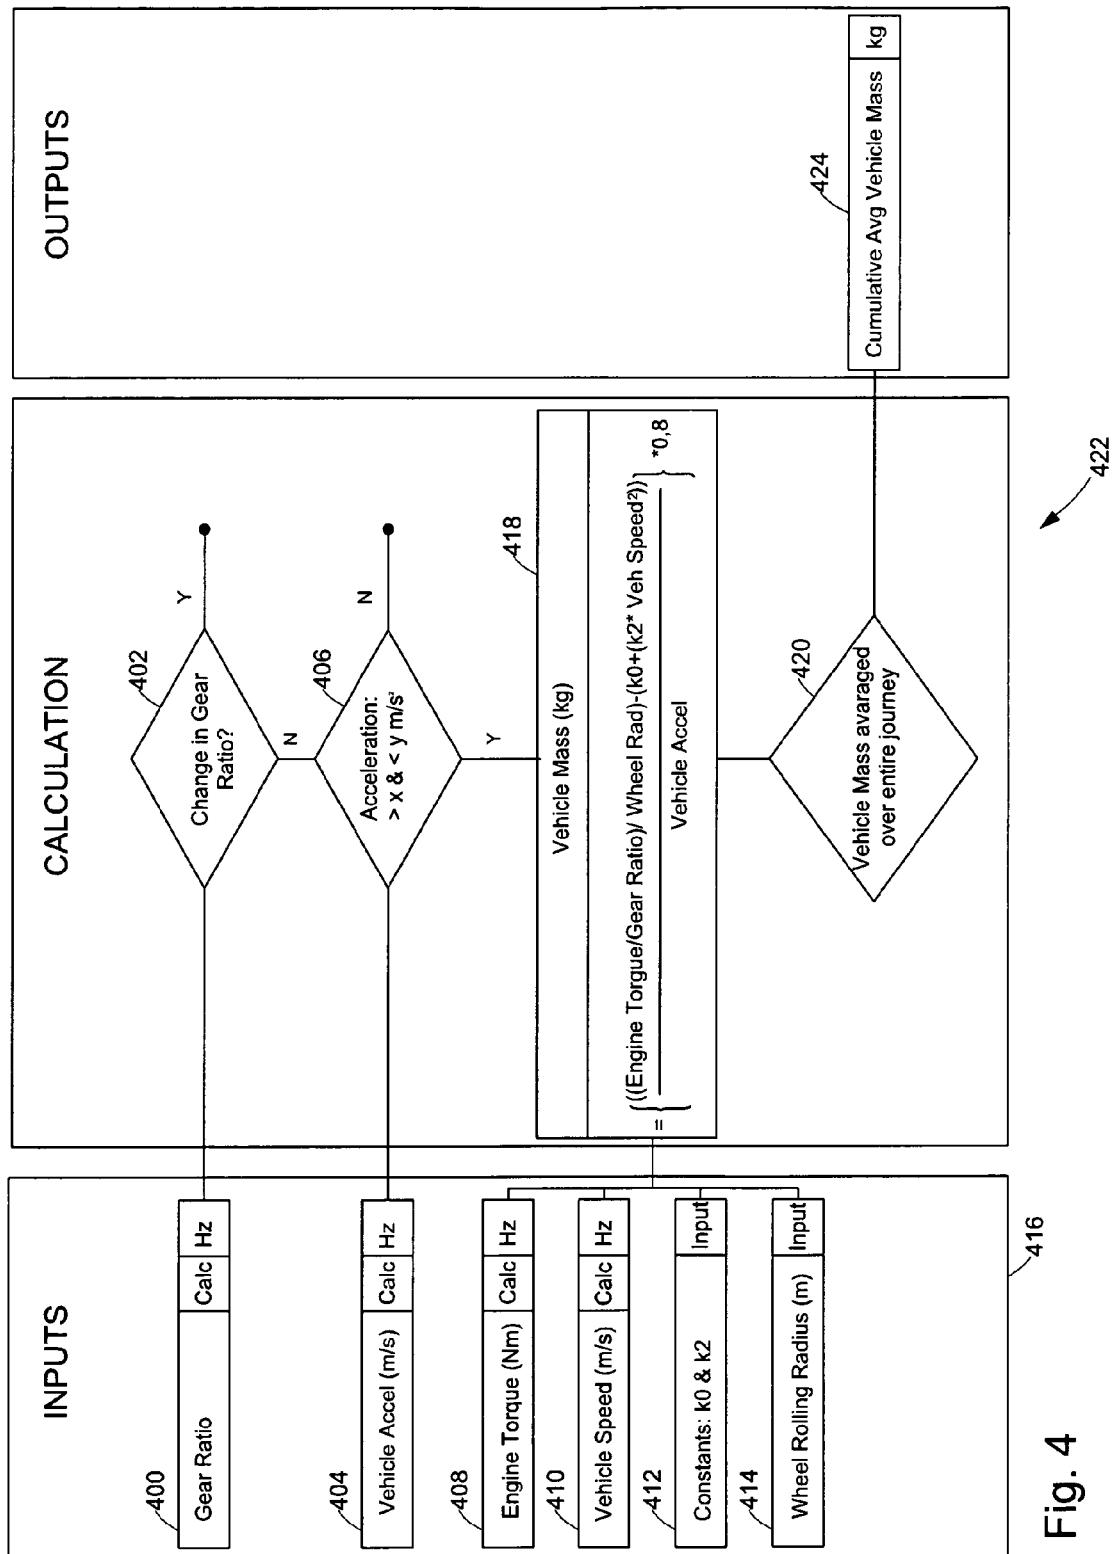 INPUTS
400
Gear Ratio Calc Hz
404
Vehicle Accel (m/s) Calc Hz
408
Engine Torque (Nm) Calc Hz
410
Vehicle Speed (m/s) Calc Hz
412
Constants: k0 & k2 Input
414
Wheel Rolling Radius (m) Input
416
CALCULATION
402
Change in Gear
Ratio?
Y
N
406
Acceleration:
> x & < y m/s²
N
Y
418
Vehicle Mass (kg)
= {((Engine Torgue/Gear Ratio)/ Wheel Rad)-(k0+(k2* Veh Speed²))} *0,8
Vehicle Accel
420
Vehicle Mass avaraged
over entire journey
422
OUTPUTS
424
Cumulative Avg Vehicle Mass kg
Fig. 4